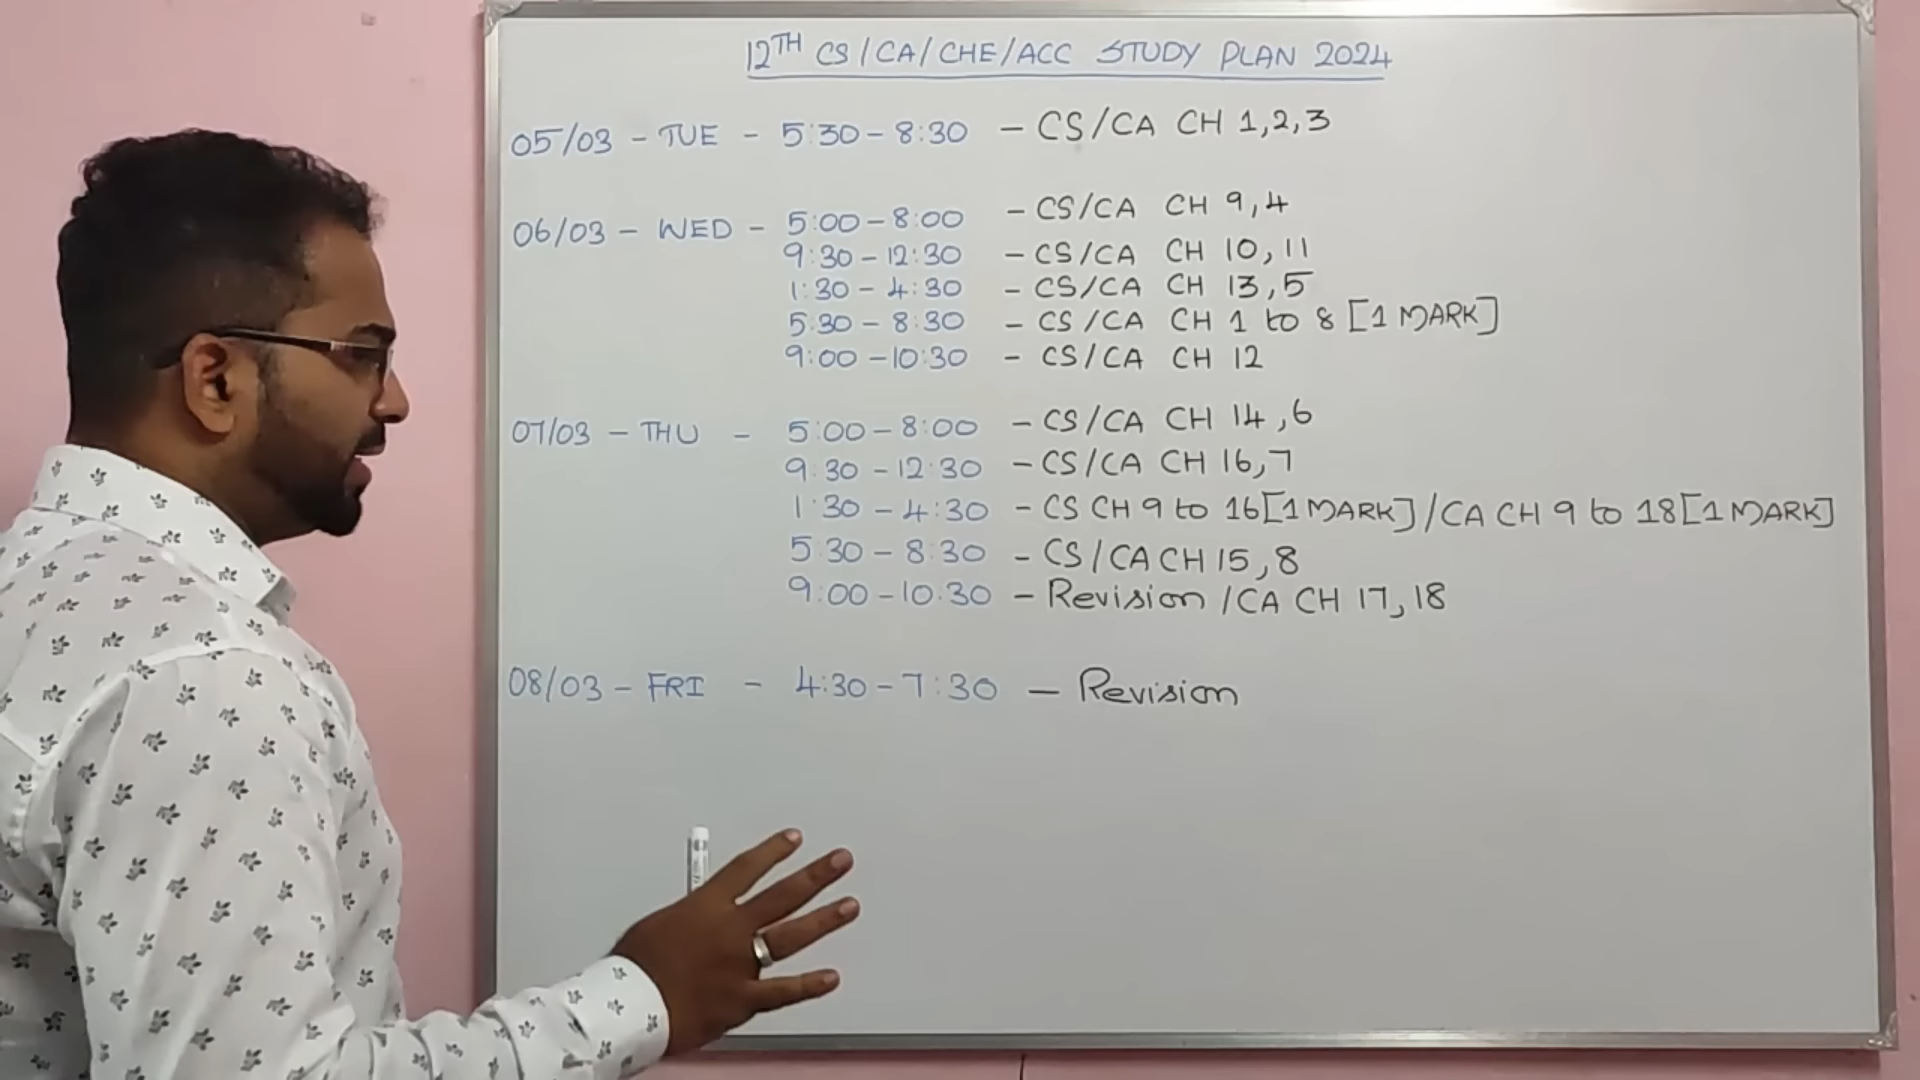 12TH CS/CA/CHE/ACC STUDY PLAN 2024
05/03 - TUE - 5:30 - 8:30 - CS/CA CH 1,2,3
06/03 - WED - 5:00 - 8:00 - CS/CA CH 9,4
9:30 - 12:30 - CS/CA CH 10,11
1:30 - 4:30 - CS/CA CH 13,5
5:30 - 8:30 - CS/CA CH 1 to 8 [1 MARK]
9:00 - 10:30 - CS/CA CH 12
07/03 - THU - 5:00 - 8:00 - CS/CA CH 14,6
9:30 - 12:30 - CS/CA CH 16,7
1:30 - 4:30 - CS CH 9 to 16[1 MARK]/CA CH 9 to 18[1 MARK]
5:30 - 8:30 - CS/CA CH 15,8
9:00 - 10:30 - Revision/CA CH 17,18
08/03 - FRI - 4:30 - 7:30 - Revision